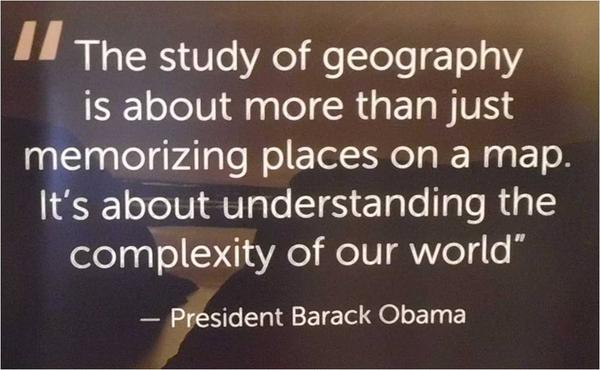 "The study of geography
is about more than just
memorizing places on a map.
It's about understanding the
complexity of our world"
— President Barack Obama